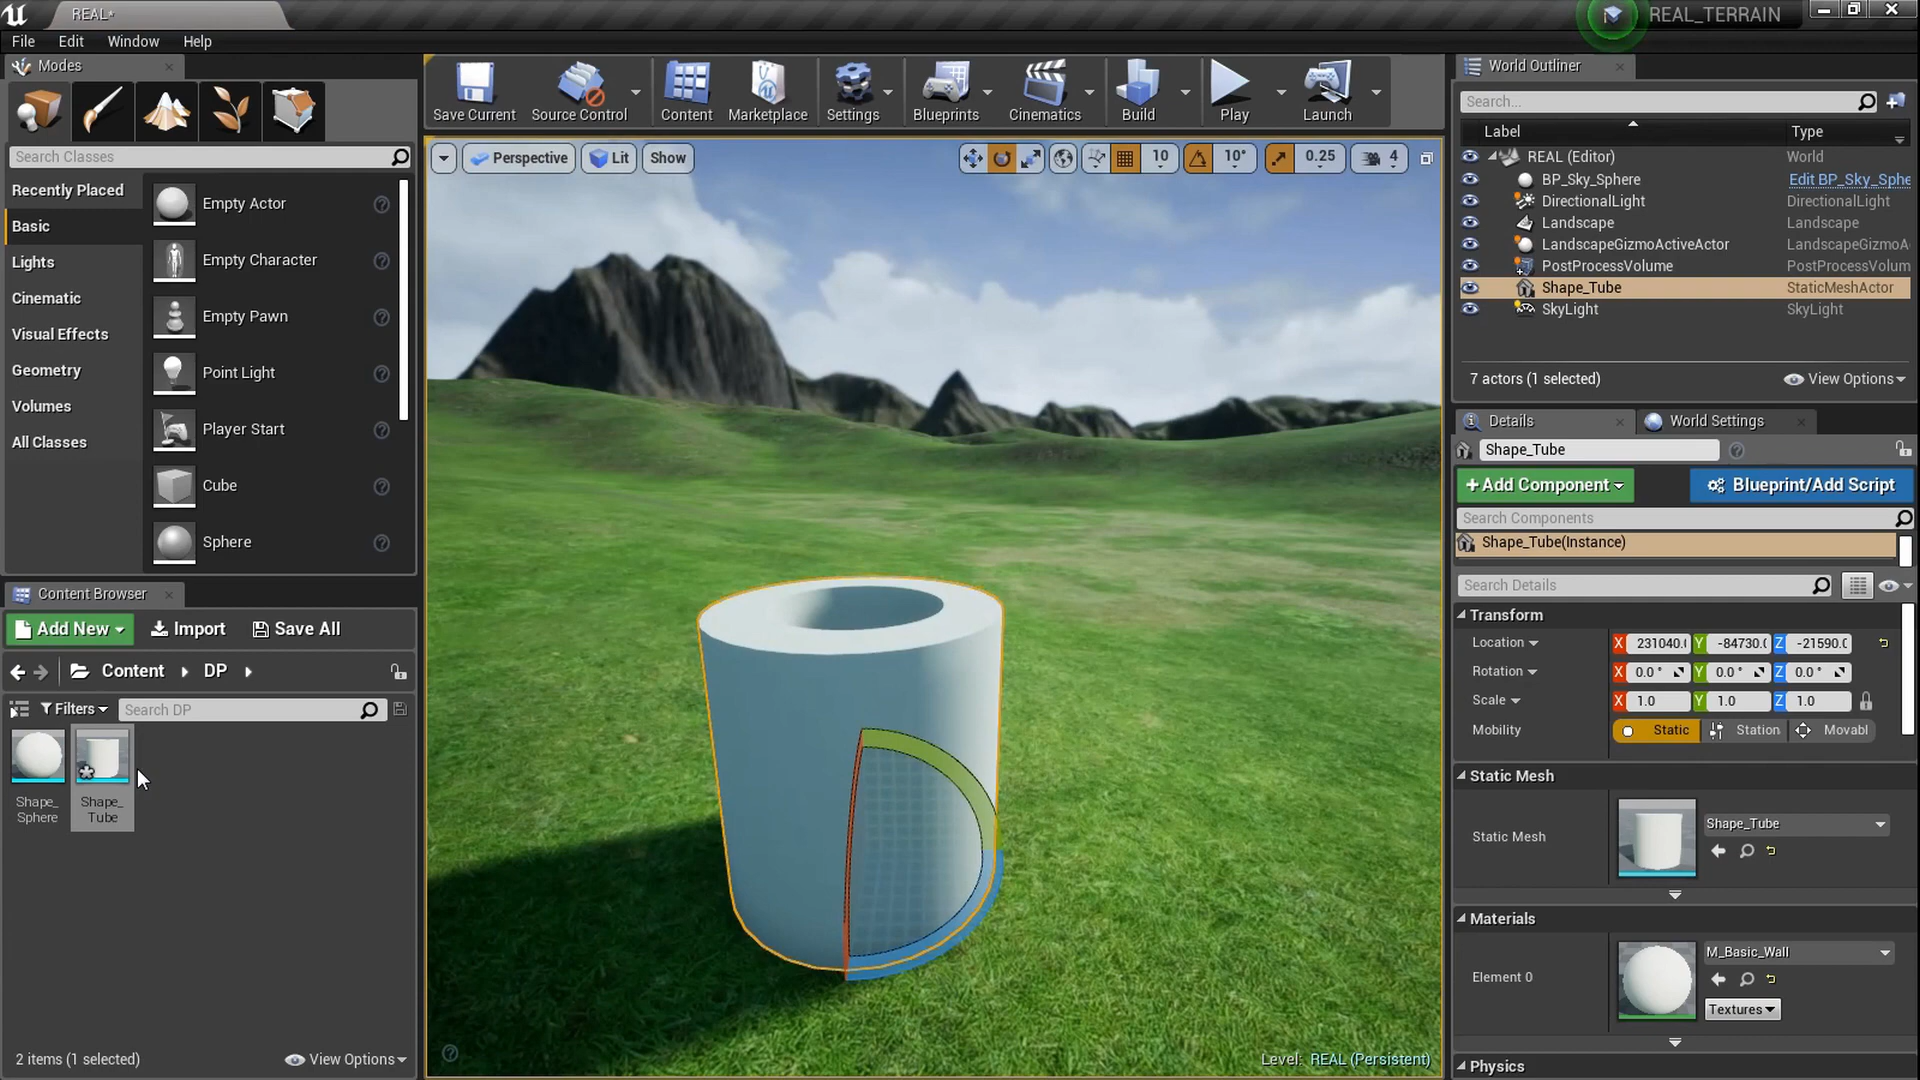 REAL*
REAL_TERRAIN
File Edit Window Help
Modes
Search Classes
Recently Placed
Basic
Lights
Cinematic
Visual Effects
Geometry
Volumes
All Classes
Empty Actor
Empty Character
Empty Pawn
Point Light
Player Start
Cube
Sphere
Content Browser
Add New Import Save All
Content DP
Filters Search DP
Shape_
Sphere
Shape_
Tube
2 items (1 selected) View Options
Save Current Source Control Content Marketplace Settings Blueprints Cinematics Build Play Launch
Perspective Lit Show 10 10° 0.25 4
Level: REAL (Persistent)
World Outliner
Search...
Label Type
REAL (Editor) World
BP_Sky_Sphere Edit BP_Sky_Sphe
DirectionalLight DirectionalLight
Landscape Landscape
LandscapeGizmoActiveActor LandscapeGizmoA
PostProcessVolume PostProcessVolum
Shape_Tube StaticMeshActor
SkyLight SkyLight
7 actors (1 selected) View Options
Details World Settings
Shape_Tube
+Add Component Blueprint/Add Script
Search Components
Shape_Tube(Instance)
Search Details
Transform
Location X 231040.( Y -84730.( Z -21590.(
Rotation X 0.0 ° Y 0.0 ° Z 0.0 °
Scale X 1.0 Y 1.0 Z 1.0
Mobility Static Station Movabl
Static Mesh
Static Mesh Shape_Tube
Materials
Element 0 M_Basic_Wall
Textures
Physics